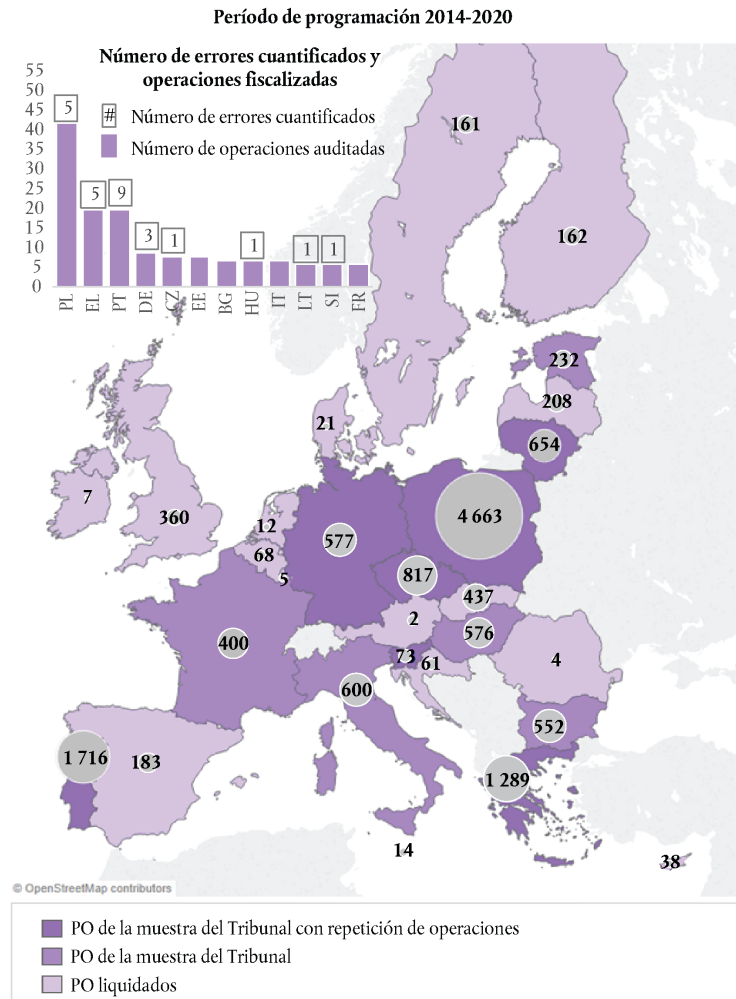 Período de programación 2014-2020
Número de errores cuantificados y
operaciones fiscalizadas
# Número de errores cuantificados
Número de operaciones auditadas
55
50
45
40
35
30
25
20
15
10
5
0
5
5
9
3
1
1
1
1
PL
EL
PT
DE
CZ
EE
BG
HU
IT
LT
SI
FR
161
162
232
208
654
21
7
360
12
68
5
577
4 663
817
437
2
576
400
73
61
4
600
552
1 716
183
1 289
14
38
© OpenStreetMap contributors
PO de la muestra del Tribunal con repetición de operaciones
PO de la muestra del Tribunal
PO liquidados